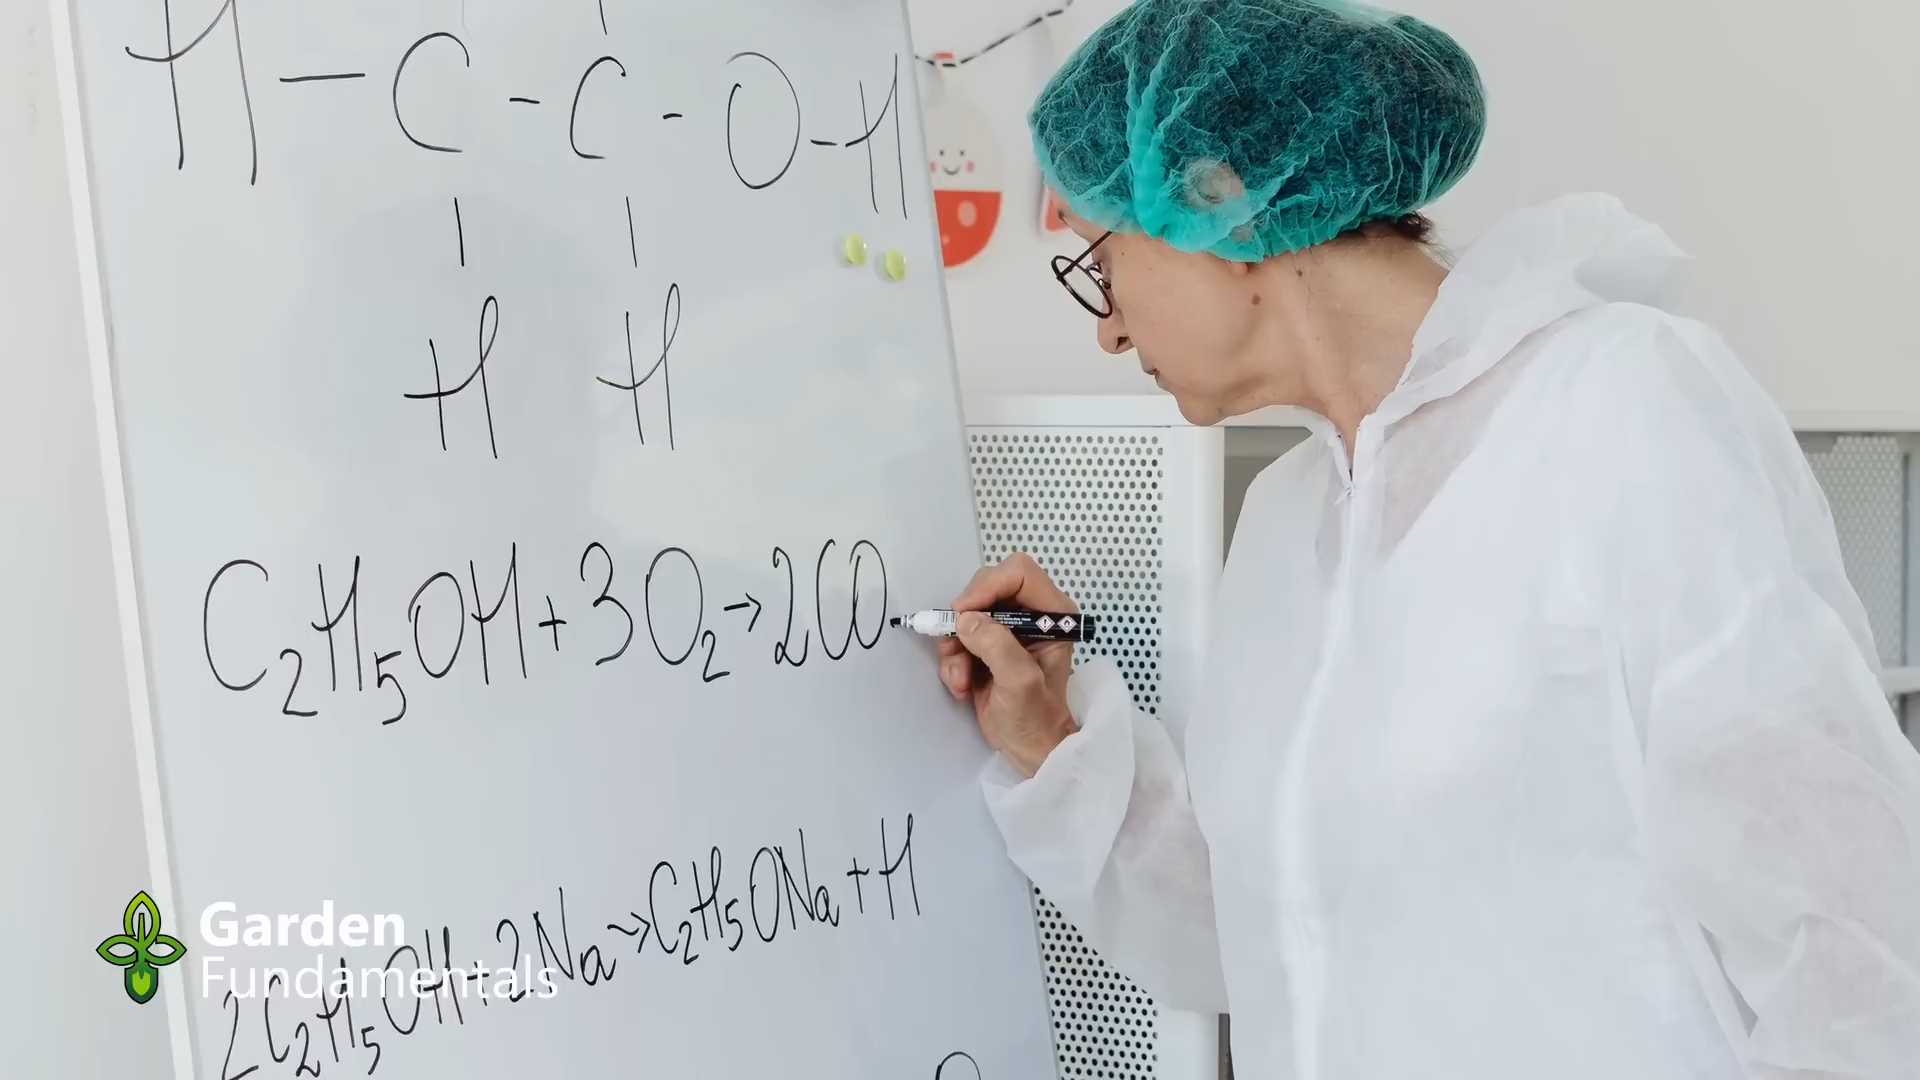 H - C - C - O - H
H H
C₂H₅OH + 3O₂ → 2CO
2C₂H₅OH + 2Na → C₂H₅ONa + H
Garden
Fundamentals